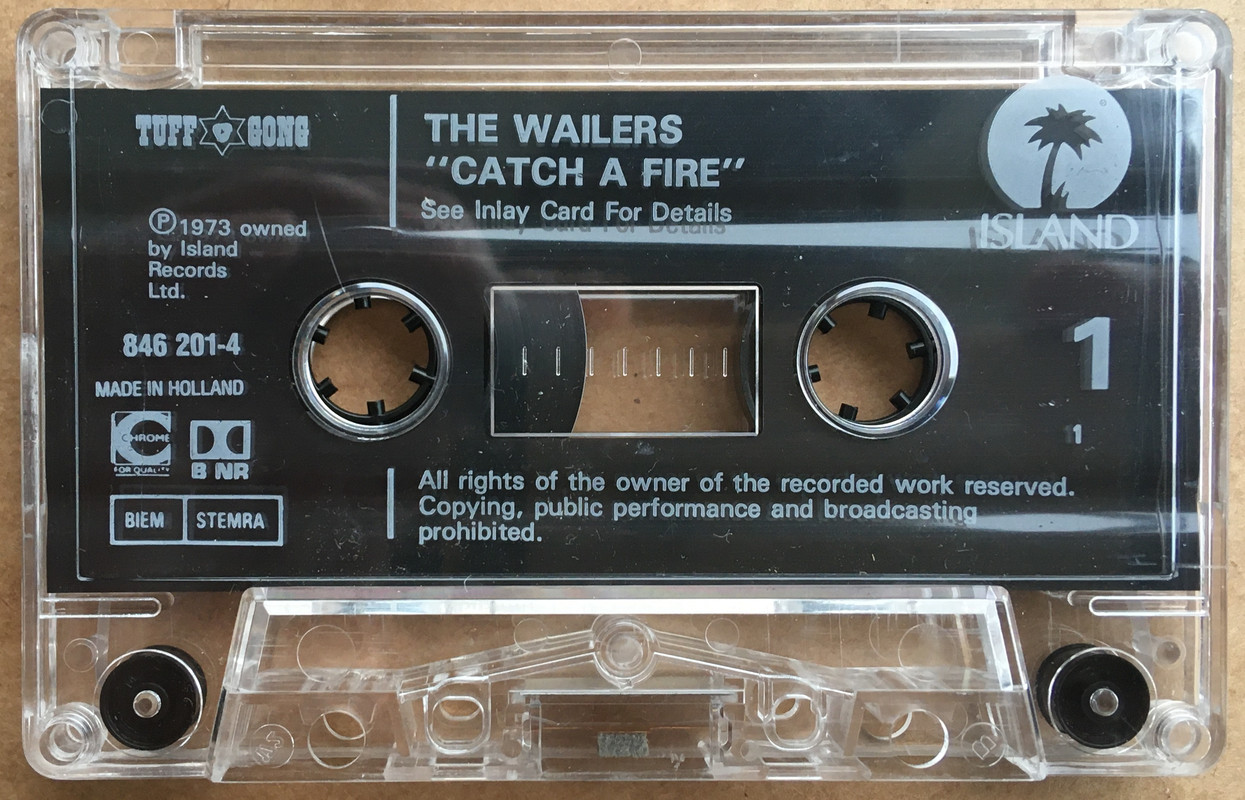 TUFF GONG
THE WAILERS
"CATCH A FIRE"
See Inlay Card For Details
ISLAND
®
℗1973 owned
by Island
Records
Ltd.
846 201-4
MADE IN HOLLAND
CHROME
FOR QUALITY
B NR
BIEM STEMRA
1
1
All rights of the owner of the recorded work reserved.
Copying, public performance and broadcasting
prohibited.